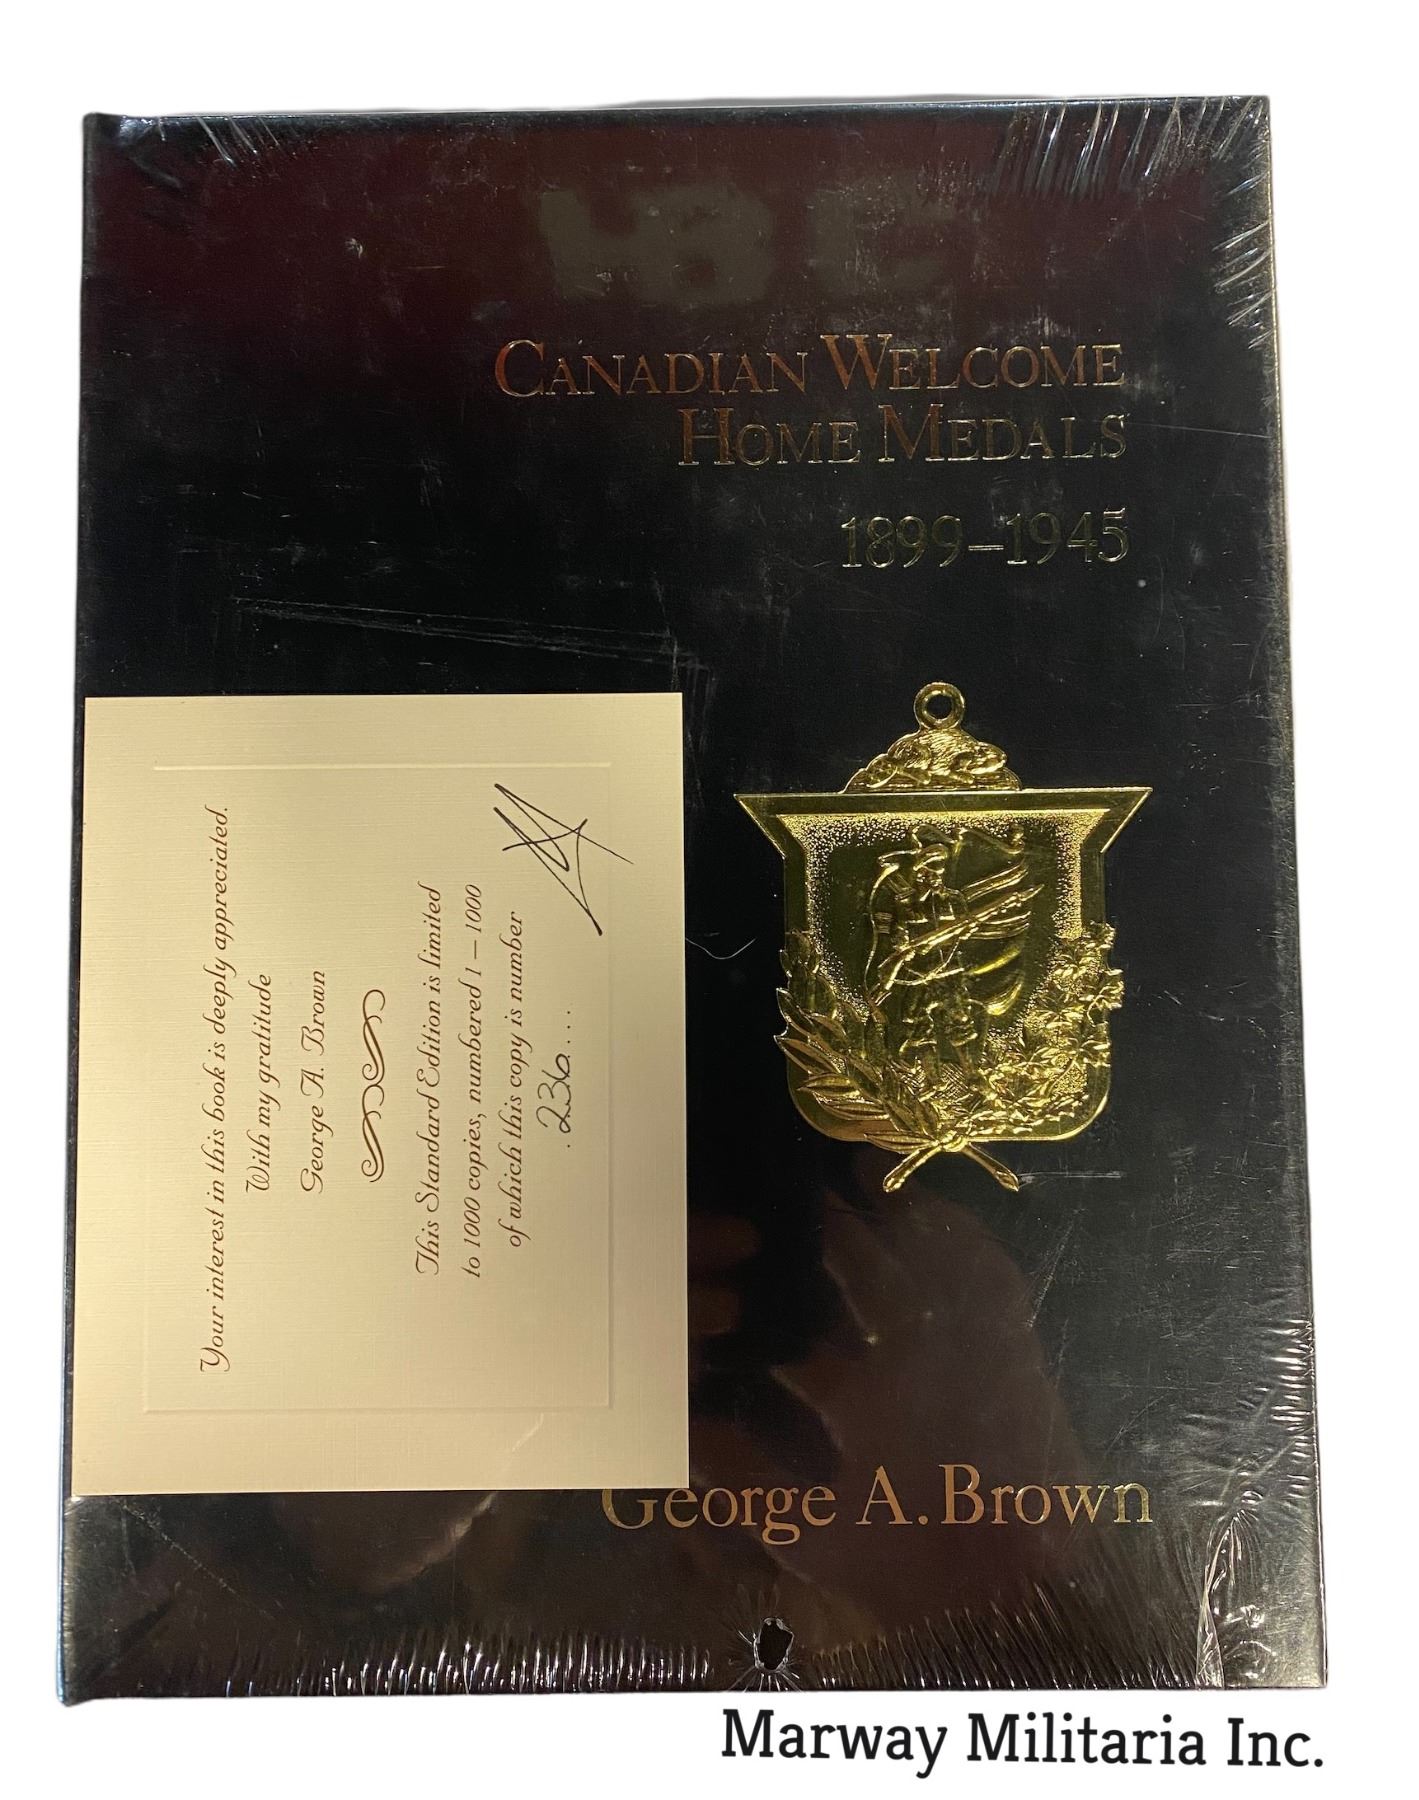 CANADIAN WELCOME
HOME MEDALS
1899–1945
Your interest in this book is deeply appreciated.
With my gratitude
George A. Brown
This Standard Edition is limited
to 1000 copies, numbered 1—1000
of which this copy is number
.236....
George A. Brown
Marway Militaria Inc.